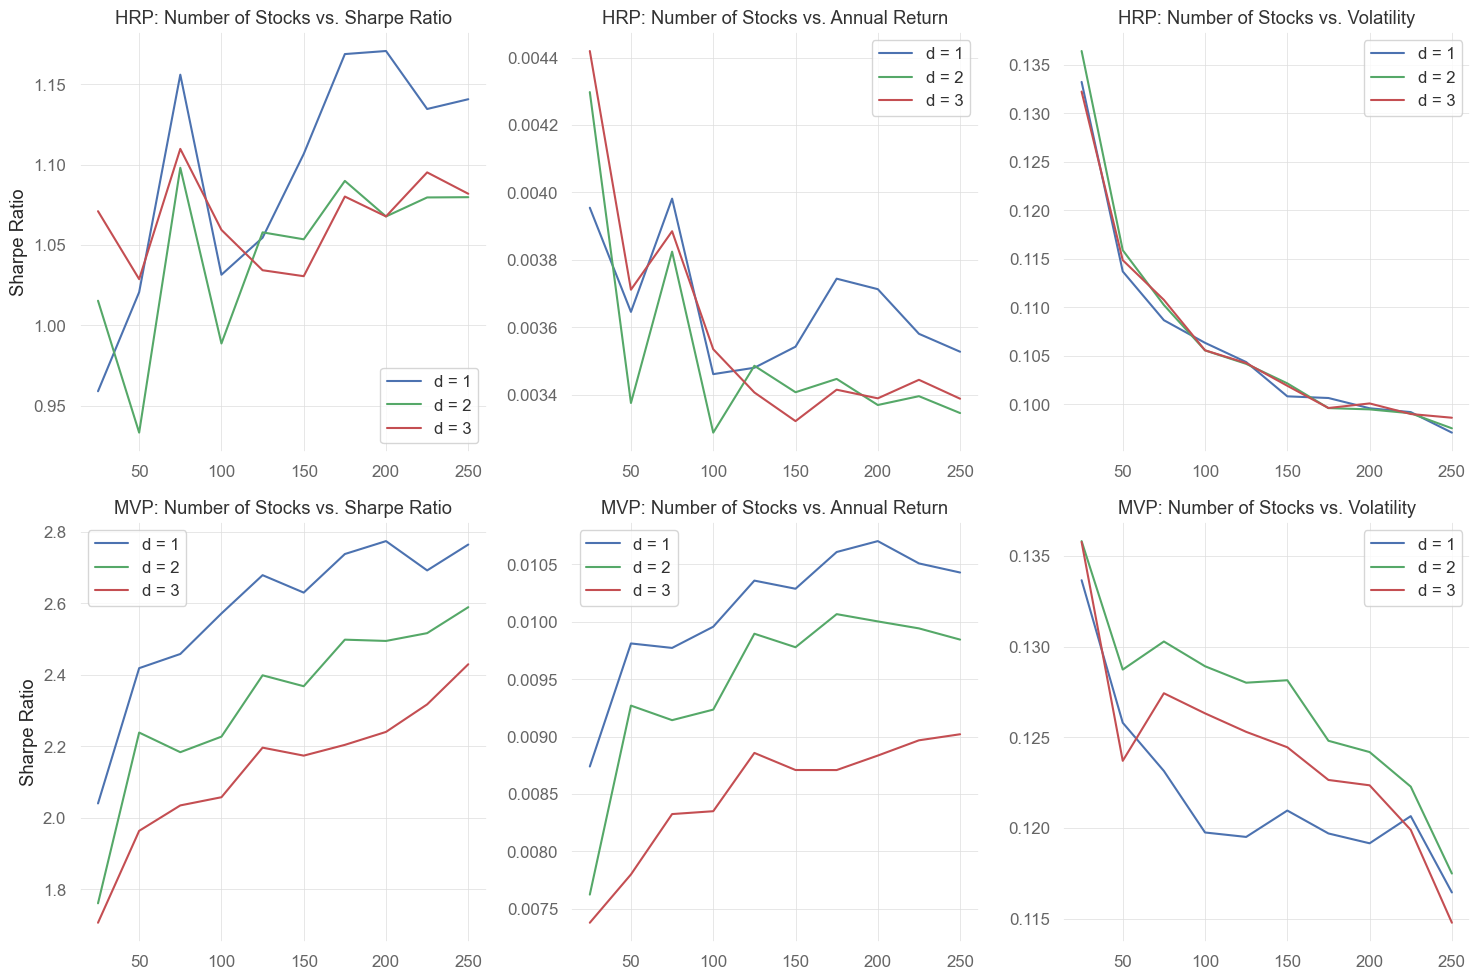 HRP: Number of Stocks vs. Sharpe Ratio
Sharpe Ratio
1.15
1.10
1.05
1.00
0.95
d = 1
d = 2
d = 3
50 100 150 200 250
HRP: Number of Stocks vs. Annual Return
0.0044
0.0042
0.0040
0.0038
0.0036
0.0034
d = 1
d = 2
d = 3
50 100 150 200 250
HRP: Number of Stocks vs. Volatility
0.135
0.130
0.125
0.120
0.115
0.110
0.105
0.100
d = 1
d = 2
d = 3
50 100 150 200 250
MVP: Number of Stocks vs. Sharpe Ratio
Sharpe Ratio
2.8
2.6
2.4
2.2
2.0
1.8
d = 1
d = 2
d = 3
50 100 150 200 250
MVP: Number of Stocks vs. Annual Return
0.0105
0.0100
0.0095
0.0090
0.0085
0.0080
0.0075
d = 1
d = 2
d = 3
50 100 150 200 250
MVP: Number of Stocks vs. Volatility
0.135
0.130
0.125
0.120
0.115
d = 1
d = 2
d = 3
50 100 150 200 250